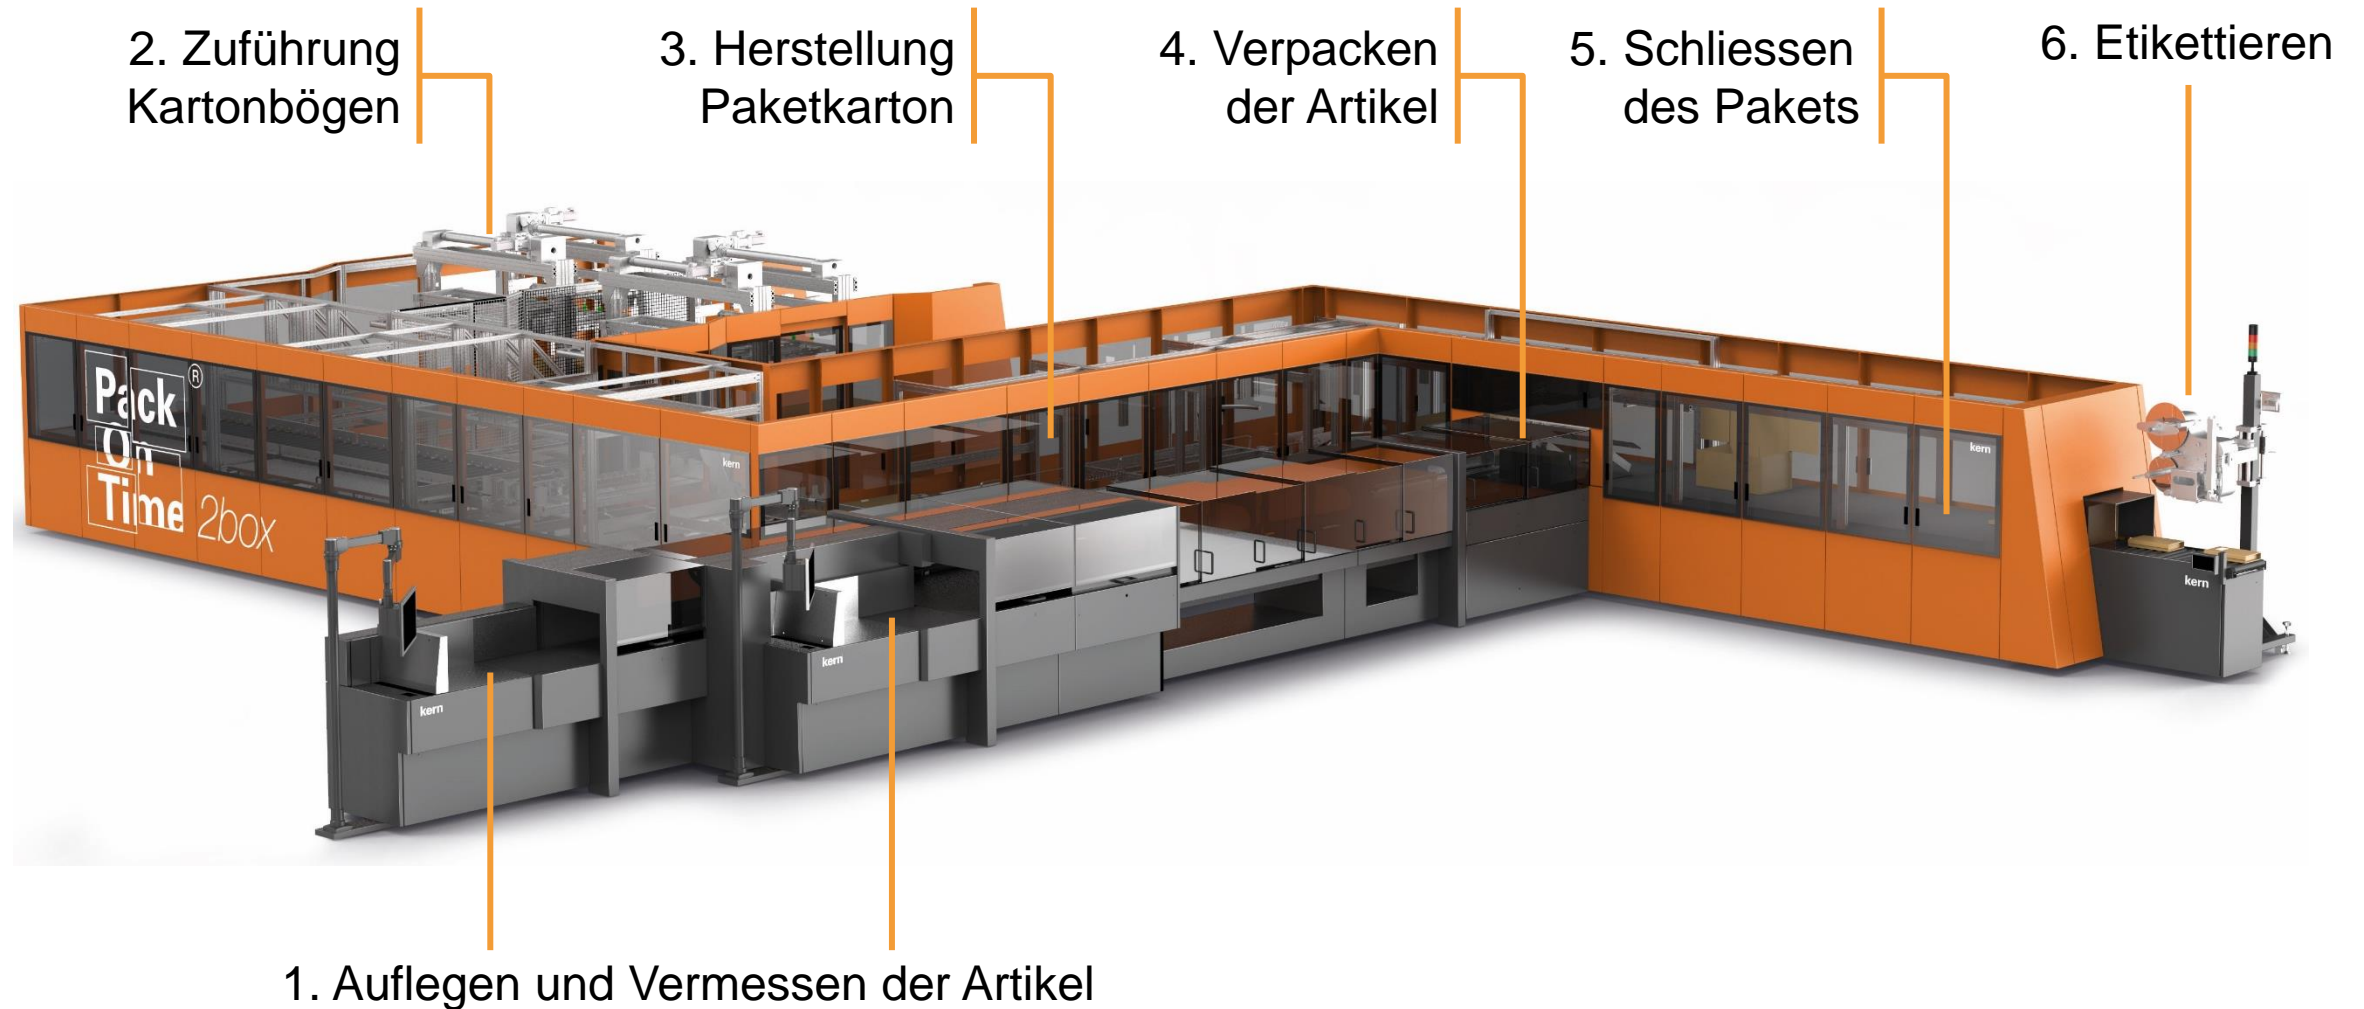 2. Zuführung
Kartonbögen
3. Herstellung
Paketkarton
4. Verpacken
der Artikel
5. Schliessen
des Pakets
6. Etikettieren
Pack ®
On
Time 2box
kern
kern
kern
kern
kern
1. Auflegen und Vermessen der Artikel